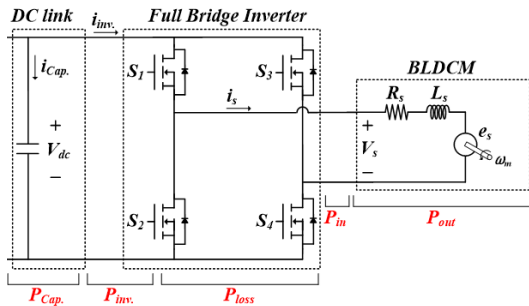 DC link
i_inv.
Full Bridge Inverter
i_Cap.
S_1
S_3
BLDCM
i_s
R_s
L_s
+
V_dc
−
+
V_s
−
e_s
ω_m
S_2
S_4
P_in
P_out
P_Cap.
P_inv.
P_loss